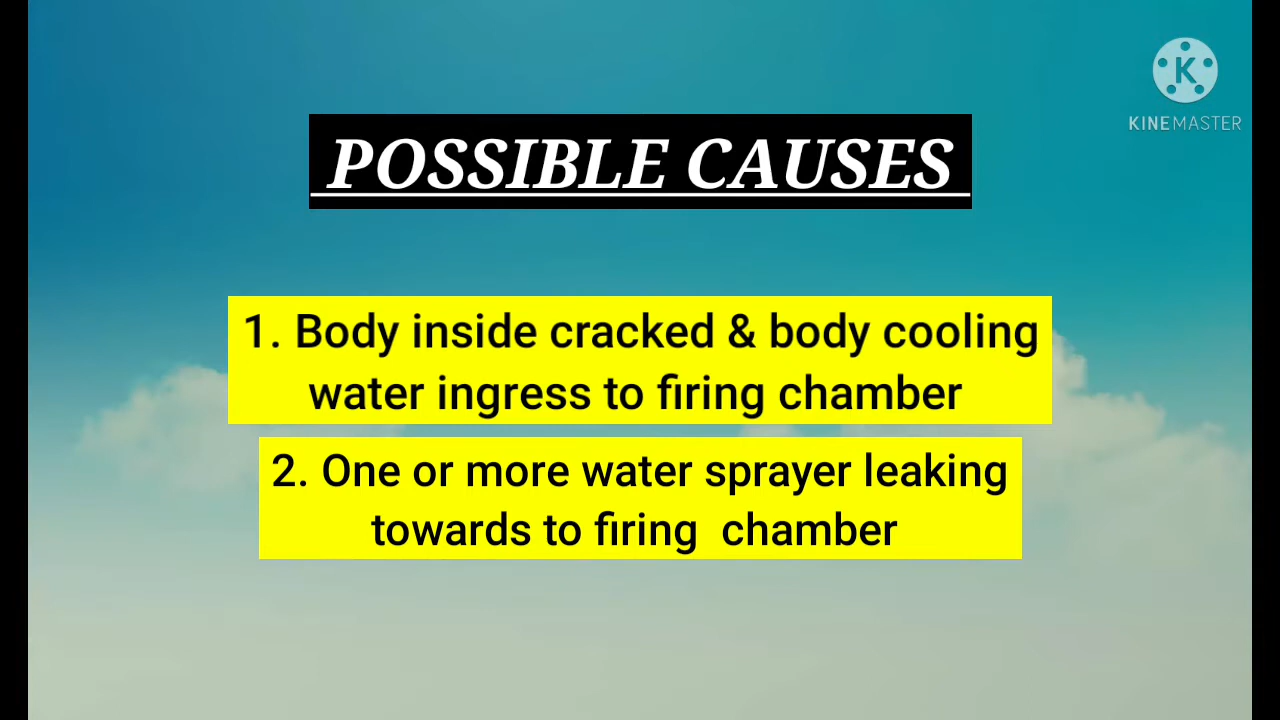 KINEMASTER
POSSIBLE CAUSES
1. Body inside cracked & body cooling
water ingress to firing chamber
2. One or more water sprayer leaking
towards to firing chamber